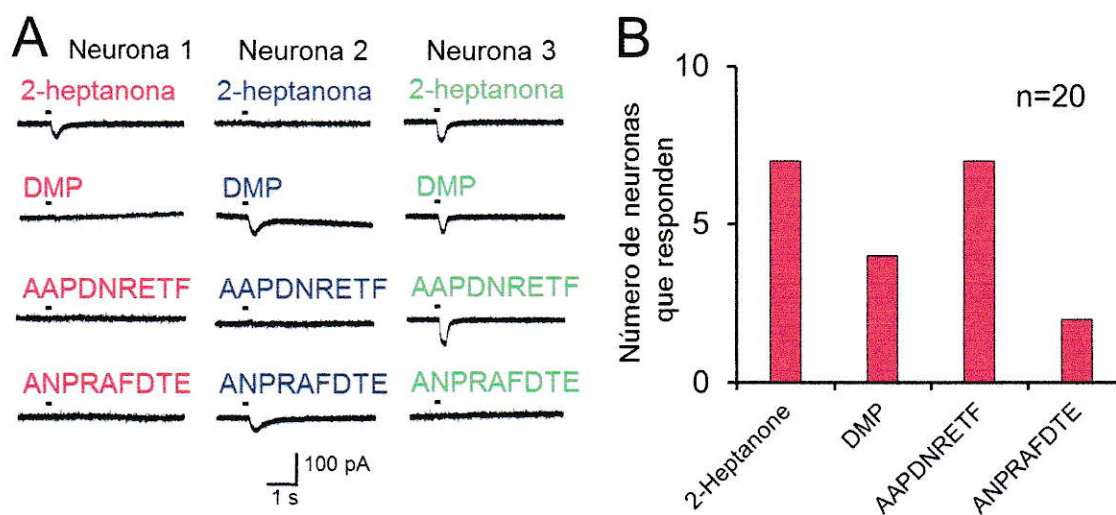 A
Neurona 1 Neurona 2 Neurona 3
2-heptanona 2-heptanona 2-heptanona
DMP DMP DMP
AAPDNRETF AAPDNRETF AAPDNRETF
ANPRAFDTE ANPRAFDTE ANPRAFDTE
100 pA
1 s
B
Número de neuronas
que responden
10
5
0
n=20
2-Heptanone
DMP
AAPDNRETF
ANPRAFDTE